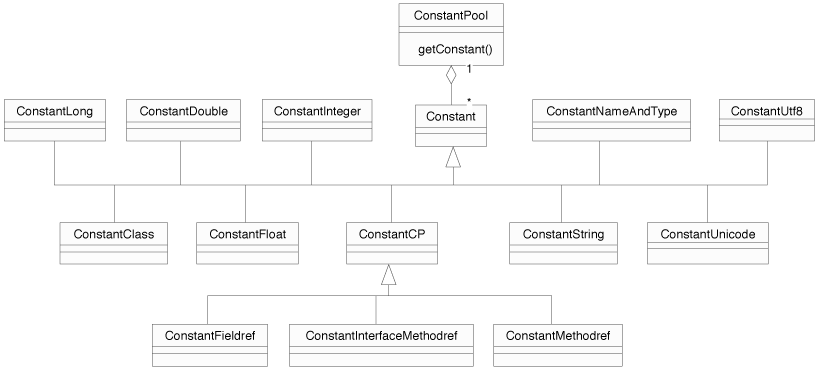 ConstantPool
getConstant()
1
*
ConstantLong
ConstantDouble
ConstantInteger
Constant
ConstantNameAndType
ConstantUtf8
ConstantClass
ConstantFloat
ConstantCP
ConstantString
ConstantUnicode
ConstantFieldref
ConstantInterfaceMethodref
ConstantMethodref